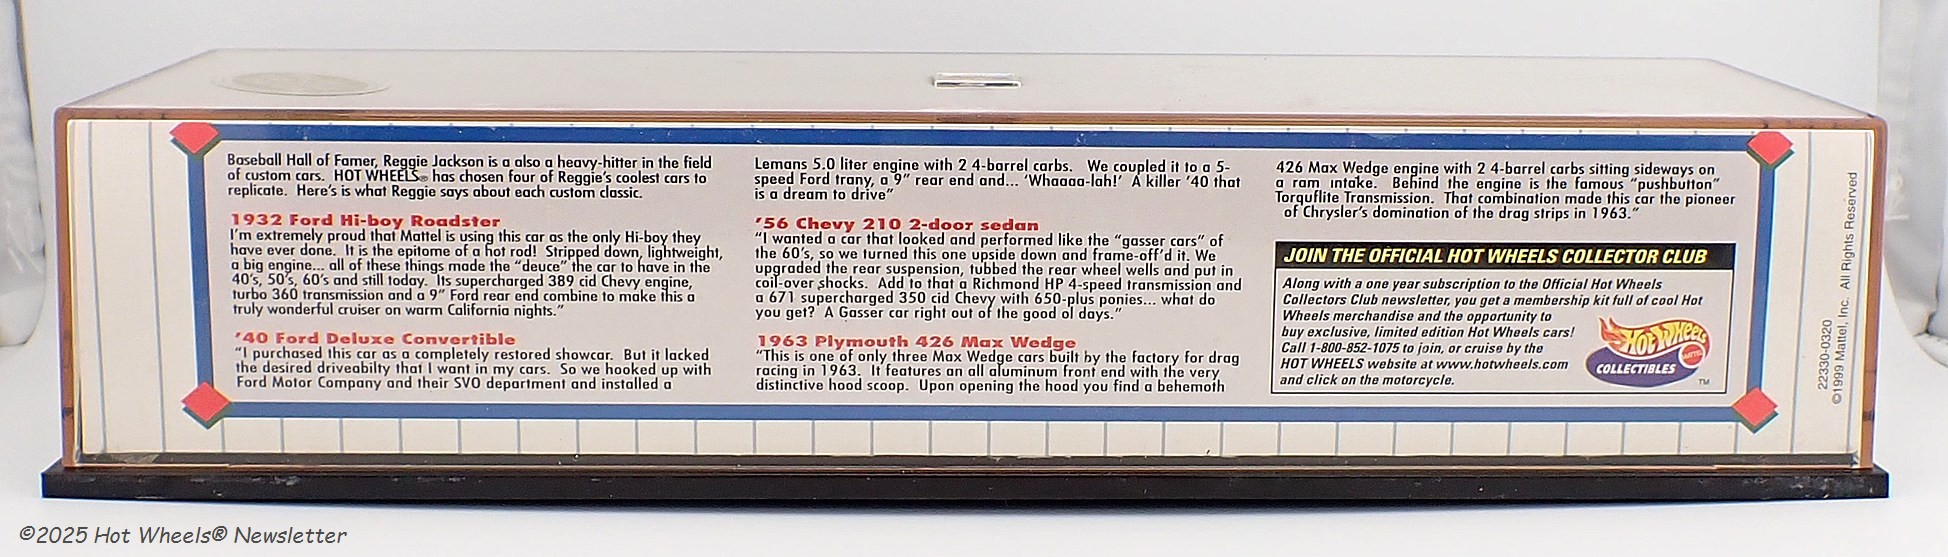 Baseball Hall of Famer, Reggie Jackson is a also a heavy-hitter in the field
of custom cars.  HOT WHEELS® has chosen four of Reggie's coolest cars to
replicate.  Here's is what Reggie says about each custom classic.
1932 Ford Hi-boy Roadster
I'm extremely proud that Mattel is using this car as the only Hi-boy they
have ever done.  It is the epitome of a hot rod!  Stripped down, lightweight,
a big engine... all of these things made the "deuce" the car to have in the
40's, 50's, 60's and still today.  Its supercharged 389 cid Chevy engine,
turbo 360 transmission and a 9" Ford rear end combine to make this a
truly wonderful cruiser on warm California nights."
'40 Ford Deluxe Convertible
"I purchased this car as a completely restored showcar.  But it lacked
the desired driveabilty that I want in my cars.  So we hooked up with
Ford Motor Company and their SVO department and installed a
Lemans 5.0 liter engine with 2 4-barrel carbs.  We coupled it to a 5-
speed Ford trany, a 9" rear end and... 'Whaaaa-lah!'  A killer '40 that
is a dream to drive"
'56 Chevy 210 2-door sedan
"I wanted a car that looked and performed like the "gasser cars" of
the 60's, so we turned this one upside down and frame-off'd it. We
upgraded the rear suspension, tubbed the rear wheel wells and put in
coil-over shocks.  Add to that a Richmond HP 4-speed transmission and
a 671 supercharged 350 cid Chevy with 650-plus ponies... what do
you get?  A Gasser car right out of the good ol days."
1963 Plymouth 426 Max Wedge
"This is one of only three Max Wedge cars built by the factory for drag
racing in 1963.  It features an all aluminum front end with the very
distinctive hood scoop.  Upon opening the hood you find a behemoth
426 Max Wedge engine with 2 4-barrel carbs sitting sideways on
a ram intake.  Behind the engine is the famous "pushbutton"
Torquflite Transmission.  That combination made this car the pioneer
of Chrysler's domination of the drag strips in 1963."
JOIN THE OFFICIAL HOT WHEELS COLLECTOR CLUB
Along with a one year subscription to the Official Hot Wheels
Collectors Club newsletter, you get a membership kit full of cool Hot
Wheels merchandise and the opportunity to
buy exclusive, limited edition Hot Wheels cars!
Call 1-800-852-1075 to join, or cruise by the
HOT WHEELS website at www.hotwheels.com
and click on the motorcycle.
Hot Wheels
MATTEL
COLLECTIBLES
TM
22330-0320
©1999 Mattel, Inc.  All Rights Reserved
©2025 Hot Wheels® Newsletter